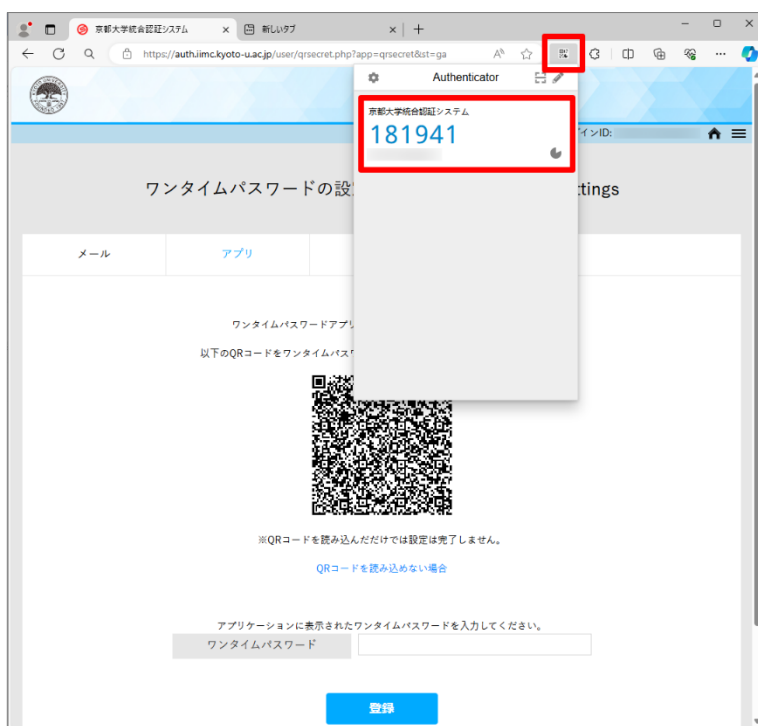 京都大学統合認証システム
新しいタブ
https://auth.iimc.kyoto-u.ac.jp/user/qrsecret.php?app=qrsecret&st=ga
Authenticator
京都大学統合認証システム
181941
インID:
ワンタイムパスワードの設
ttings
メール
アプリ
ワンタイムパスワードアプリ
以下のQRコードをワンタイムパス
※QRコードを読み込んだだけでは設定は完了しません。
QRコードを読み込めない場合
アプリケーションに表示されたワンタイムパスワードを入力してください。
ワンタイムパスワード
登録